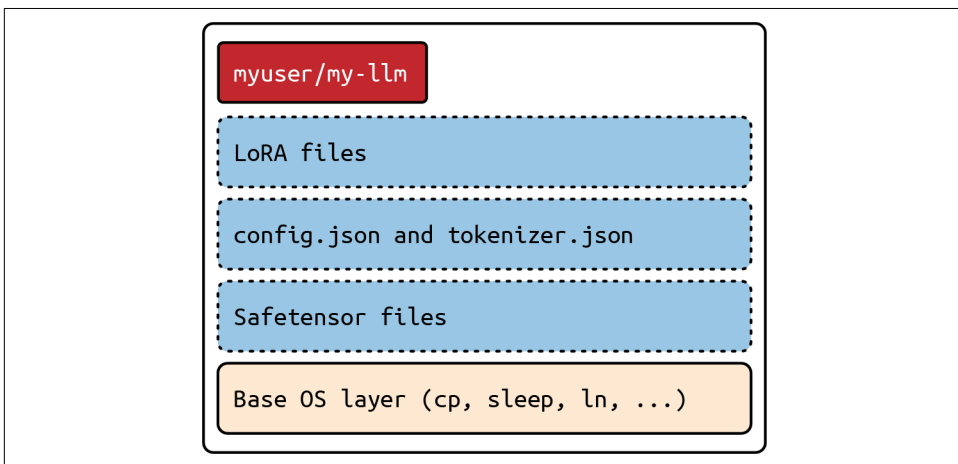 myuser/my-llm
LoRA files
config.json and tokenizer.json
Safetensor files
Base OS layer (cp, sleep, ln, ...)